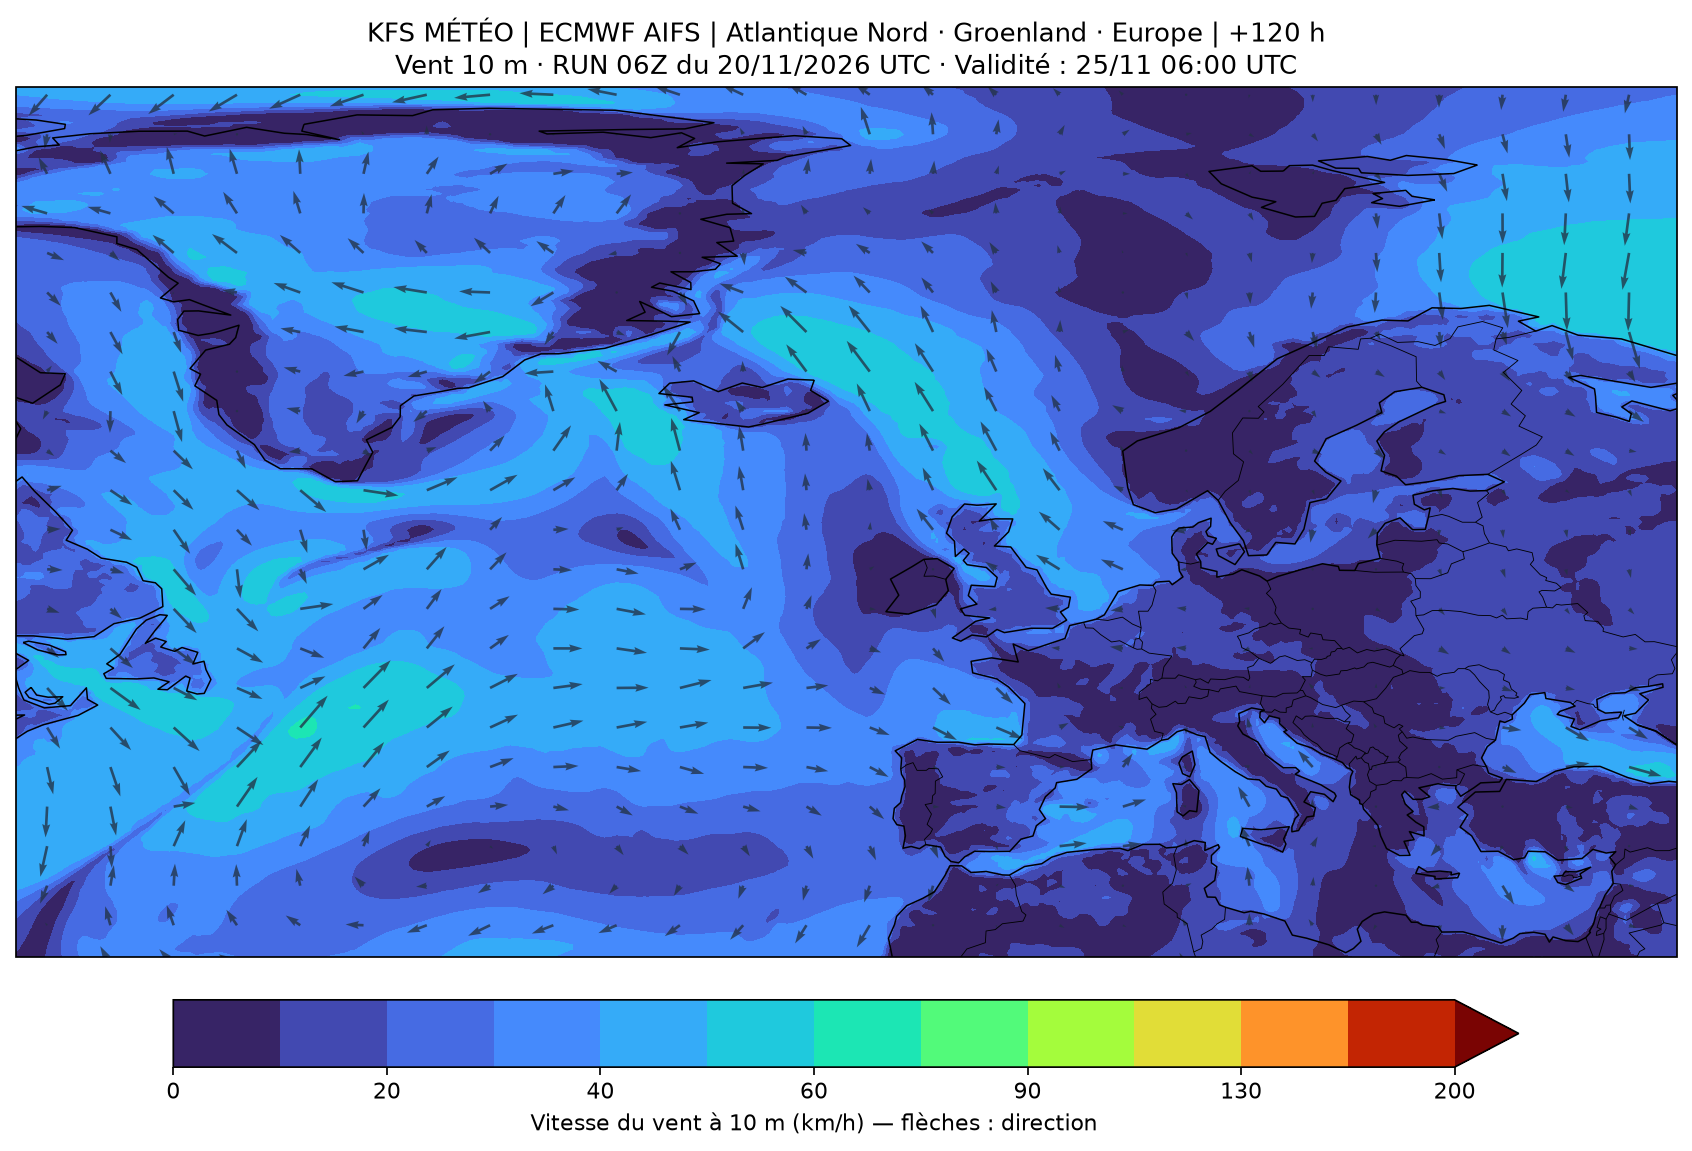 KFS MÉTÉO | ECMWF AIFS | Atlantique Nord · Groenland · Europe | +120 h
Vent 10 m · RUN 06Z du 20/11/2026 UTC · Validité : 25/11 06:00 UTC
0 20 40 60 90 130 200
Vitesse du vent à 10 m (km/h) — flèches : direction